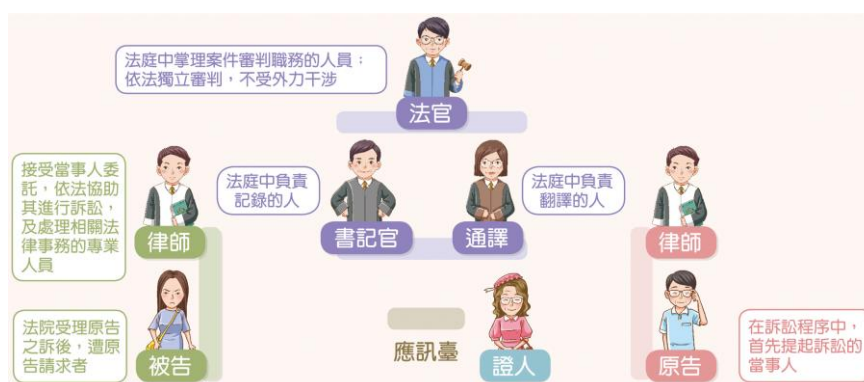 法庭中掌理案件審判職務的人員；
依法獨立審判，不受外力干涉
法官
接受當事人委
託，依法協助
其進行訴訟，
及處理相關法
律事務的專業
人員
律師
法庭中負責
記錄的人
書記官
通譯
法庭中負責
翻譯的人
律師
法院受理原告
之訴後，遭原
告請求者
被告
應訊臺
證人
原告
在訴訟程序中，
首先提起訴訟的
當事人